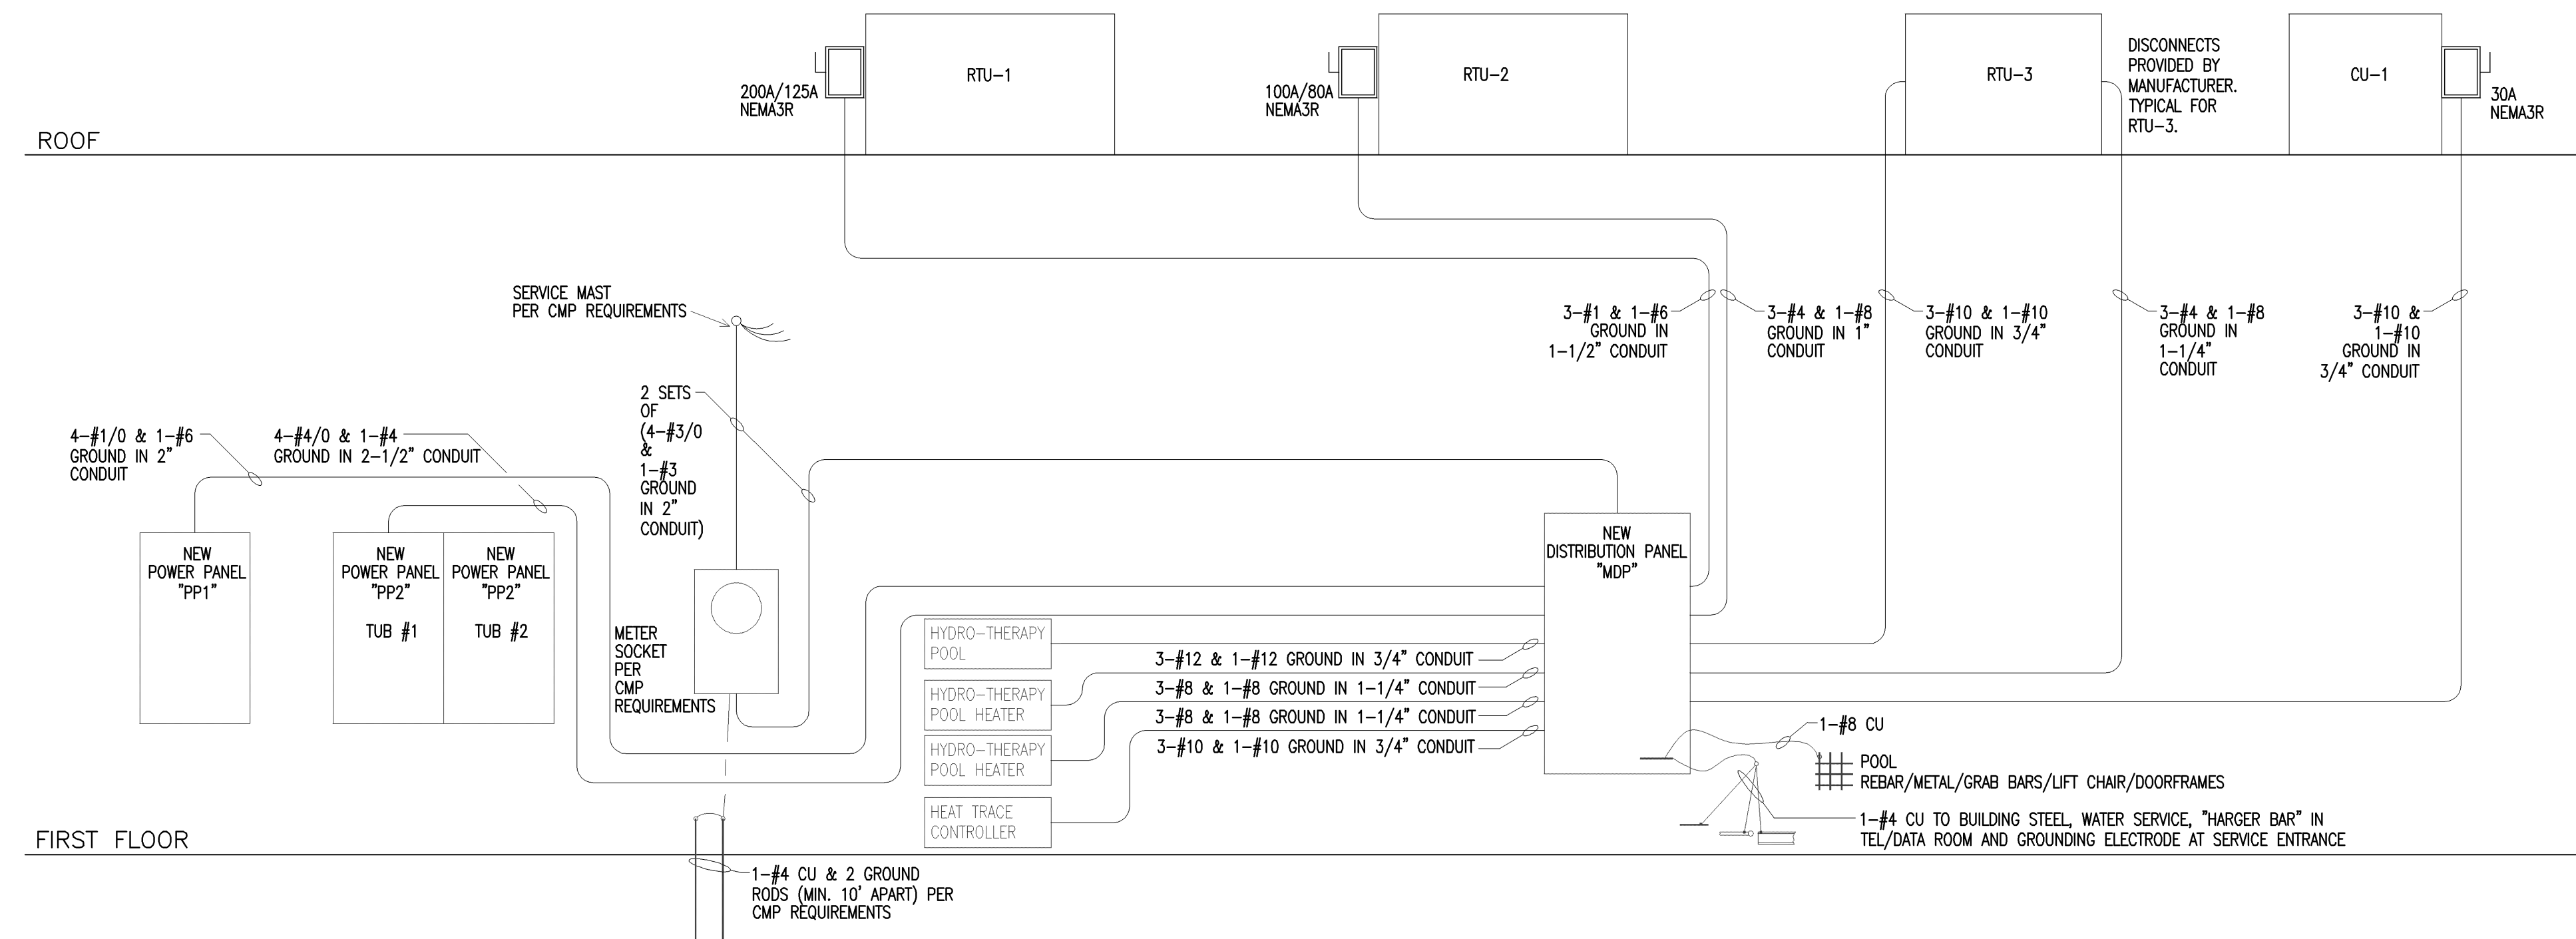 RTU-1
200A/125A
NEMA3R
RTU-2
100A/80A
NEMA3R
RTU-3
DISCONNECTS
PROVIDED BY
MANUFACTURER.
TYPICAL FOR
RTU-3.
CU-1
30A
NEMA3R
ROOF
SERVICE MAST
PER CMP REQUIREMENTS
3-#1 & 1-#6
GROUND IN
1-1/2" CONDUIT
3-#4 & 1-#8
GROUND IN 1"
CONDUIT
3-#10 & 1-#10
GROUND IN 3/4"
CONDUIT
3-#4 & 1-#8
GROUND IN
1-1/4"
CONDUIT
3-#10 &
1-#10
GROUND IN
3/4" CONDUIT
4-#1/0 & 1-#6
GROUND IN 2"
CONDUIT
4-#4/0 & 1-#4
GROUND IN 2-1/2" CONDUIT
2 SETS
OF
(4-#3/0
&
1-#3
GROUND
IN 2"
CONDUIT)
NEW
POWER PANEL
"PP1"
NEW
POWER PANEL
"PP2"
TUB #1
NEW
POWER PANEL
"PP2"
TUB #2
METER
SOCKET
PER
CMP
REQUIREMENTS
NEW
DISTRIBUTION PANEL
"MDP"
HYDRO-THERAPY
POOL
HYDRO-THERAPY
POOL HEATER
HYDRO-THERAPY
POOL HEATER
HEAT TRACE
CONTROLLER
3-#12 & 1-#12 GROUND IN 3/4" CONDUIT
3-#8 & 1-#8 GROUND IN 1-1/4" CONDUIT
3-#8 & 1-#8 GROUND IN 1-1/4" CONDUIT
3-#10 & 1-#10 GROUND IN 3/4" CONDUIT
1-#8 CU
POOL
REBAR/METAL/GRAB BARS/LIFT CHAIR/DOORFRAMES
1-#4 CU TO BUILDING STEEL, WATER SERVICE, "HARGER BAR" IN
TEL/DATA ROOM AND GROUNDING ELECTRODE AT SERVICE ENTRANCE
FIRST FLOOR
1-#4 CU & 2 GROUND
RODS (MIN. 10' APART) PER
CMP REQUIREMENTS